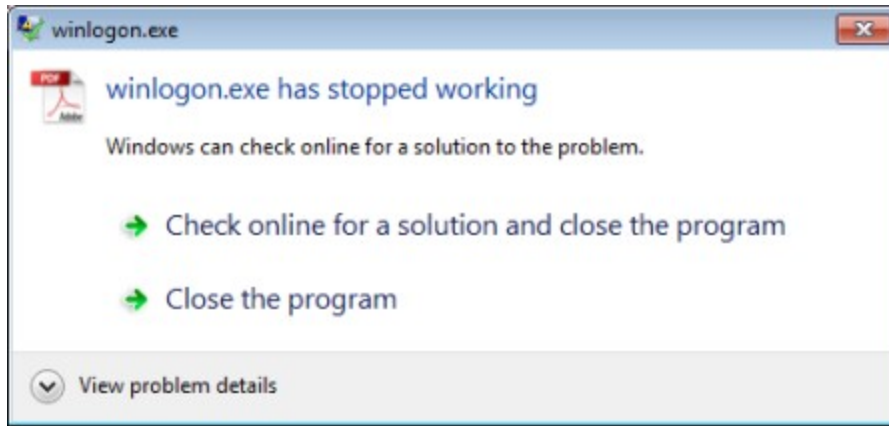 winlogon.exe
PDF
Adobe
winlogon.exe has stopped working
Windows can check online for a solution to the problem.
Check online for a solution and close the program
Close the program
View problem details